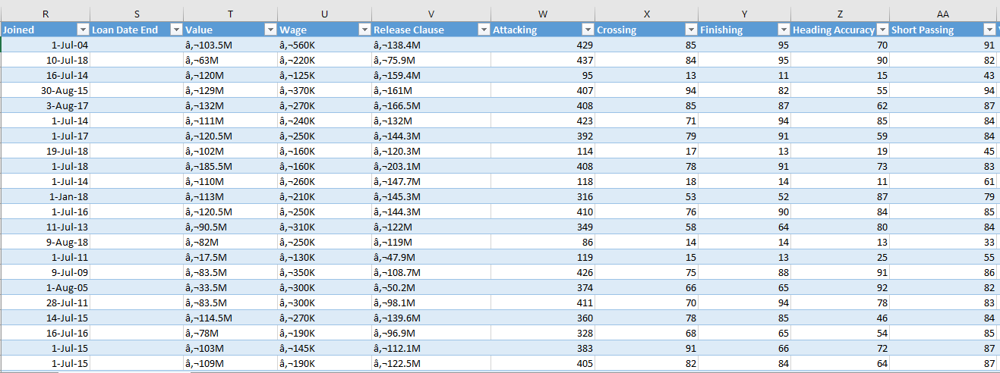 R S T U V W X Y Z AA
Joined Loan Date End Value Wage Release Clause Attacking Crossing Finishing Heading Accuracy Short Passing
1-Jul-04 â‚¬103.5M â‚¬560K â‚¬138.4M 429 85 95 70 91
10-Jul-18 â‚¬63M â‚¬220K â‚¬75.9M 437 84 95 90 82
16-Jul-14 â‚¬120M â‚¬125K â‚¬159.4M 95 13 11 15 43
30-Aug-15 â‚¬129M â‚¬370K â‚¬161M 407 94 82 55 94
3-Aug-17 â‚¬132M â‚¬270K â‚¬166.5M 408 85 87 62 87
1-Jul-14 â‚¬111M â‚¬240K â‚¬132M 423 71 94 85 84
1-Jul-17 â‚¬120.5M â‚¬250K â‚¬144.3M 392 79 91 59 84
19-Jul-18 â‚¬102M â‚¬160K â‚¬120.3M 114 17 13 19 45
1-Jul-18 â‚¬185.5M â‚¬160K â‚¬203.1M 408 78 91 73 83
1-Jul-14 â‚¬110M â‚¬260K â‚¬147.7M 118 18 14 11 61
1-Jan-18 â‚¬113M â‚¬210K â‚¬145.3M 316 53 52 87 79
1-Jul-16 â‚¬120.5M â‚¬250K â‚¬144.3M 410 76 90 84 85
11-Jul-13 â‚¬90.5M â‚¬310K â‚¬122M 349 58 64 80 84
9-Aug-18 â‚¬82M â‚¬250K â‚¬119M 86 14 14 13 33
1-Jul-11 â‚¬17.5M â‚¬130K â‚¬47.9M 119 15 13 25 55
9-Jul-09 â‚¬83.5M â‚¬350K â‚¬108.7M 426 75 88 91 86
1-Aug-05 â‚¬33.5M â‚¬300K â‚¬50.2M 374 66 65 92 82
28-Jul-11 â‚¬83.5M â‚¬300K â‚¬98.1M 411 70 94 78 83
14-Jul-15 â‚¬114.5M â‚¬270K â‚¬139.6M 360 78 85 46 84
16-Jul-16 â‚¬78M â‚¬190K â‚¬96.9M 328 68 65 54 85
1-Jul-15 â‚¬103M â‚¬145K â‚¬112.1M 383 91 66 72 87
1-Jul-15 â‚¬109M â‚¬190K â‚¬122.5M 405 82 84 64 87